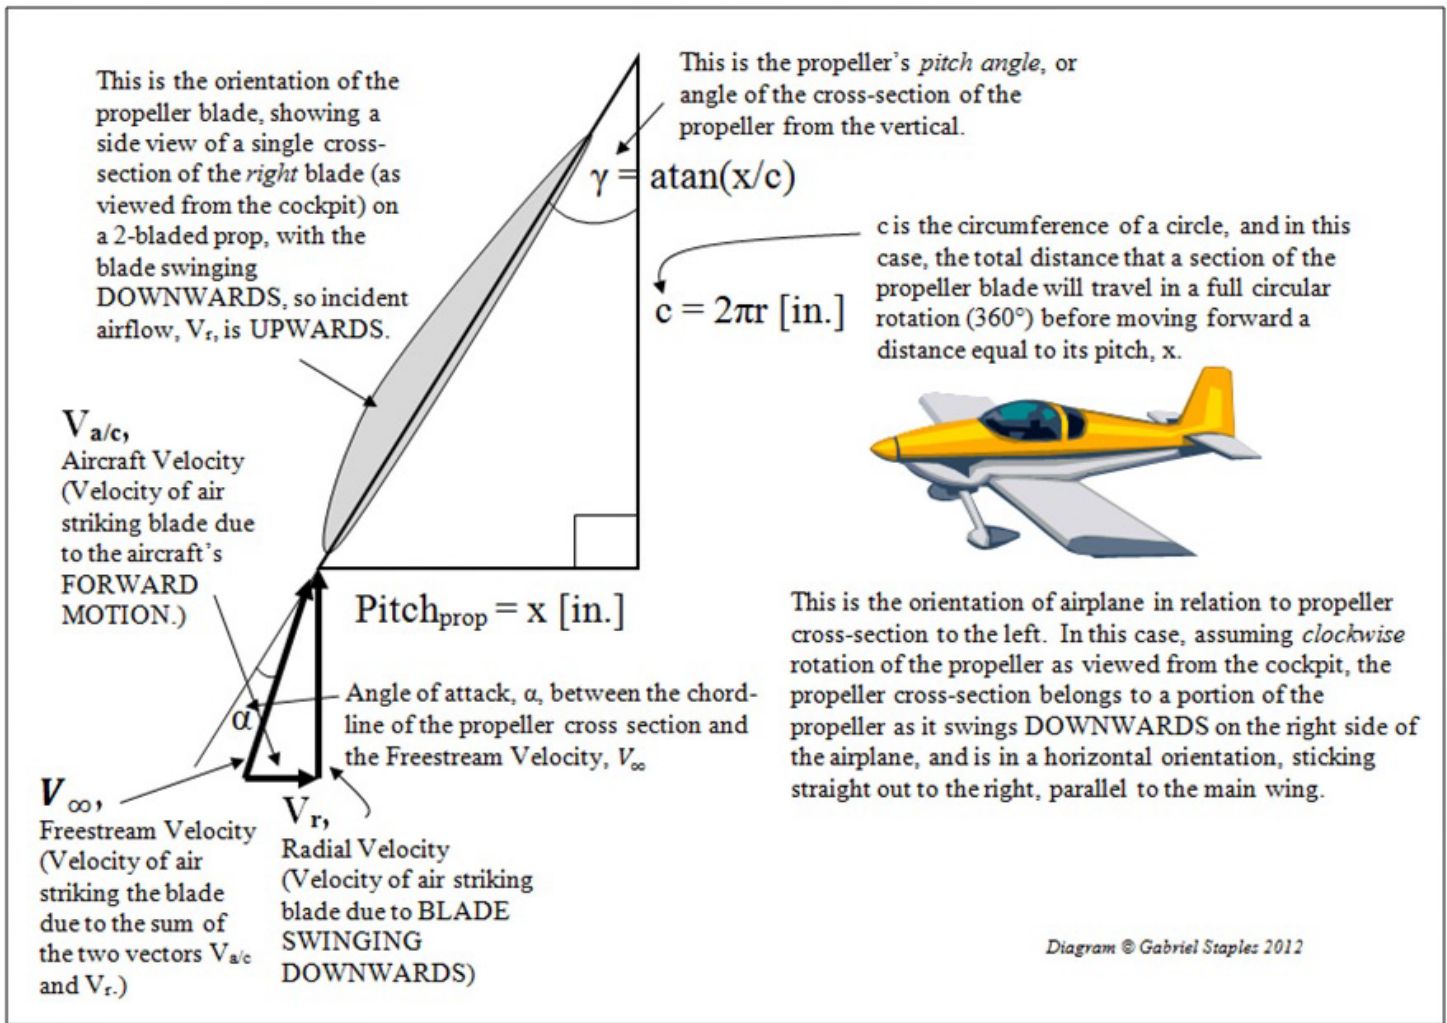 This is the orientation of the
propeller blade, showing a
side view of a single cross-
section of the right blade (as
viewed from the cockpit) on
a 2-bladed prop, with the
blade swinging
DOWNWARDS, so incident
airflow, Vr, is UPWARDS.
This is the propeller's pitch angle, or
angle of the cross-section of the
propeller from the vertical.
γ = atan(x/c)
c is the circumference of a circle, and in this
case, the total distance that a section of the
propeller blade will travel in a full circular
rotation (360°) before moving forward a
distance equal to its pitch, x.
c = 2πr [in.]
Va/c,
Aircraft Velocity
(Velocity of air
striking blade due
to the aircraft's
FORWARD
MOTION.)
Pitchprop = x [in.]
This is the orientation of airplane in relation to propeller
cross-section to the left. In this case, assuming clockwise
rotation of the propeller as viewed from the cockpit, the
propeller cross-section belongs to a portion of the
propeller as it swings DOWNWARDS on the right side of
the airplane, and is in a horizontal orientation, sticking
straight out to the right, parallel to the main wing.
α
Angle of attack, α, between the chord-
line of the propeller cross section and
the Freestream Velocity, V∞
V∞,
Freestream Velocity
(Velocity of air
striking the blade
due to the sum of
the two vectors Va/c
and Vr.)
Vr,
Radial Velocity
(Velocity of air striking
blade due to BLADE
SWINGING
DOWNWARDS)
Diagram © Gabriel Staples 2012